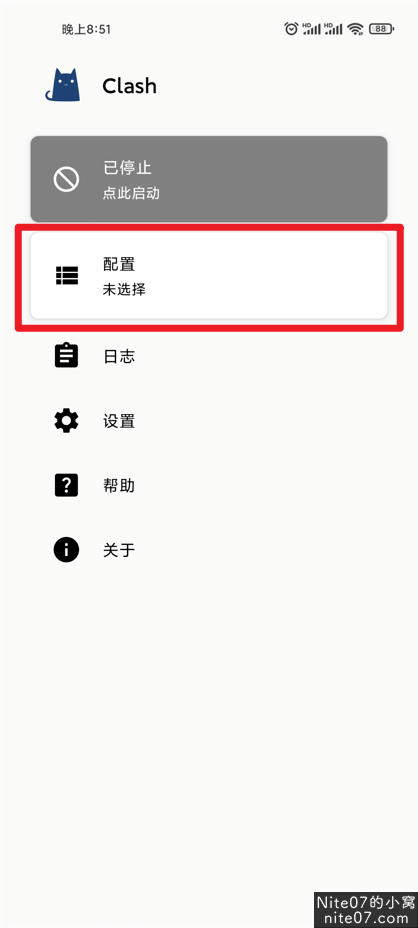 晚上8:51
HD HD 88
Clash
已停止
点此启动
配置
未选择
日志
设置
帮助
关于
Nite07的小窝
nite07.com